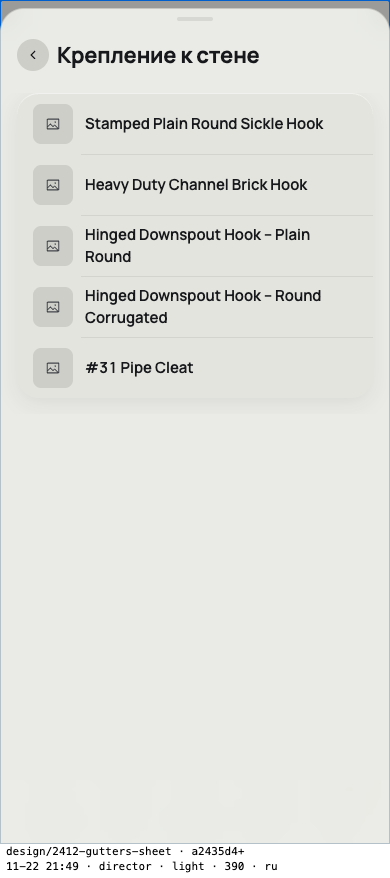 Крепление к стене
Stamped Plain Round Sickle Hook
Heavy Duty Channel Brick Hook
Hinged Downspout Hook – Plain
Round
Hinged Downspout Hook – Round
Corrugated
#31 Pipe Cleat
design/2412-gutters-sheet · a2435d4+
11-22 21:49 · director · light · 390 · ru